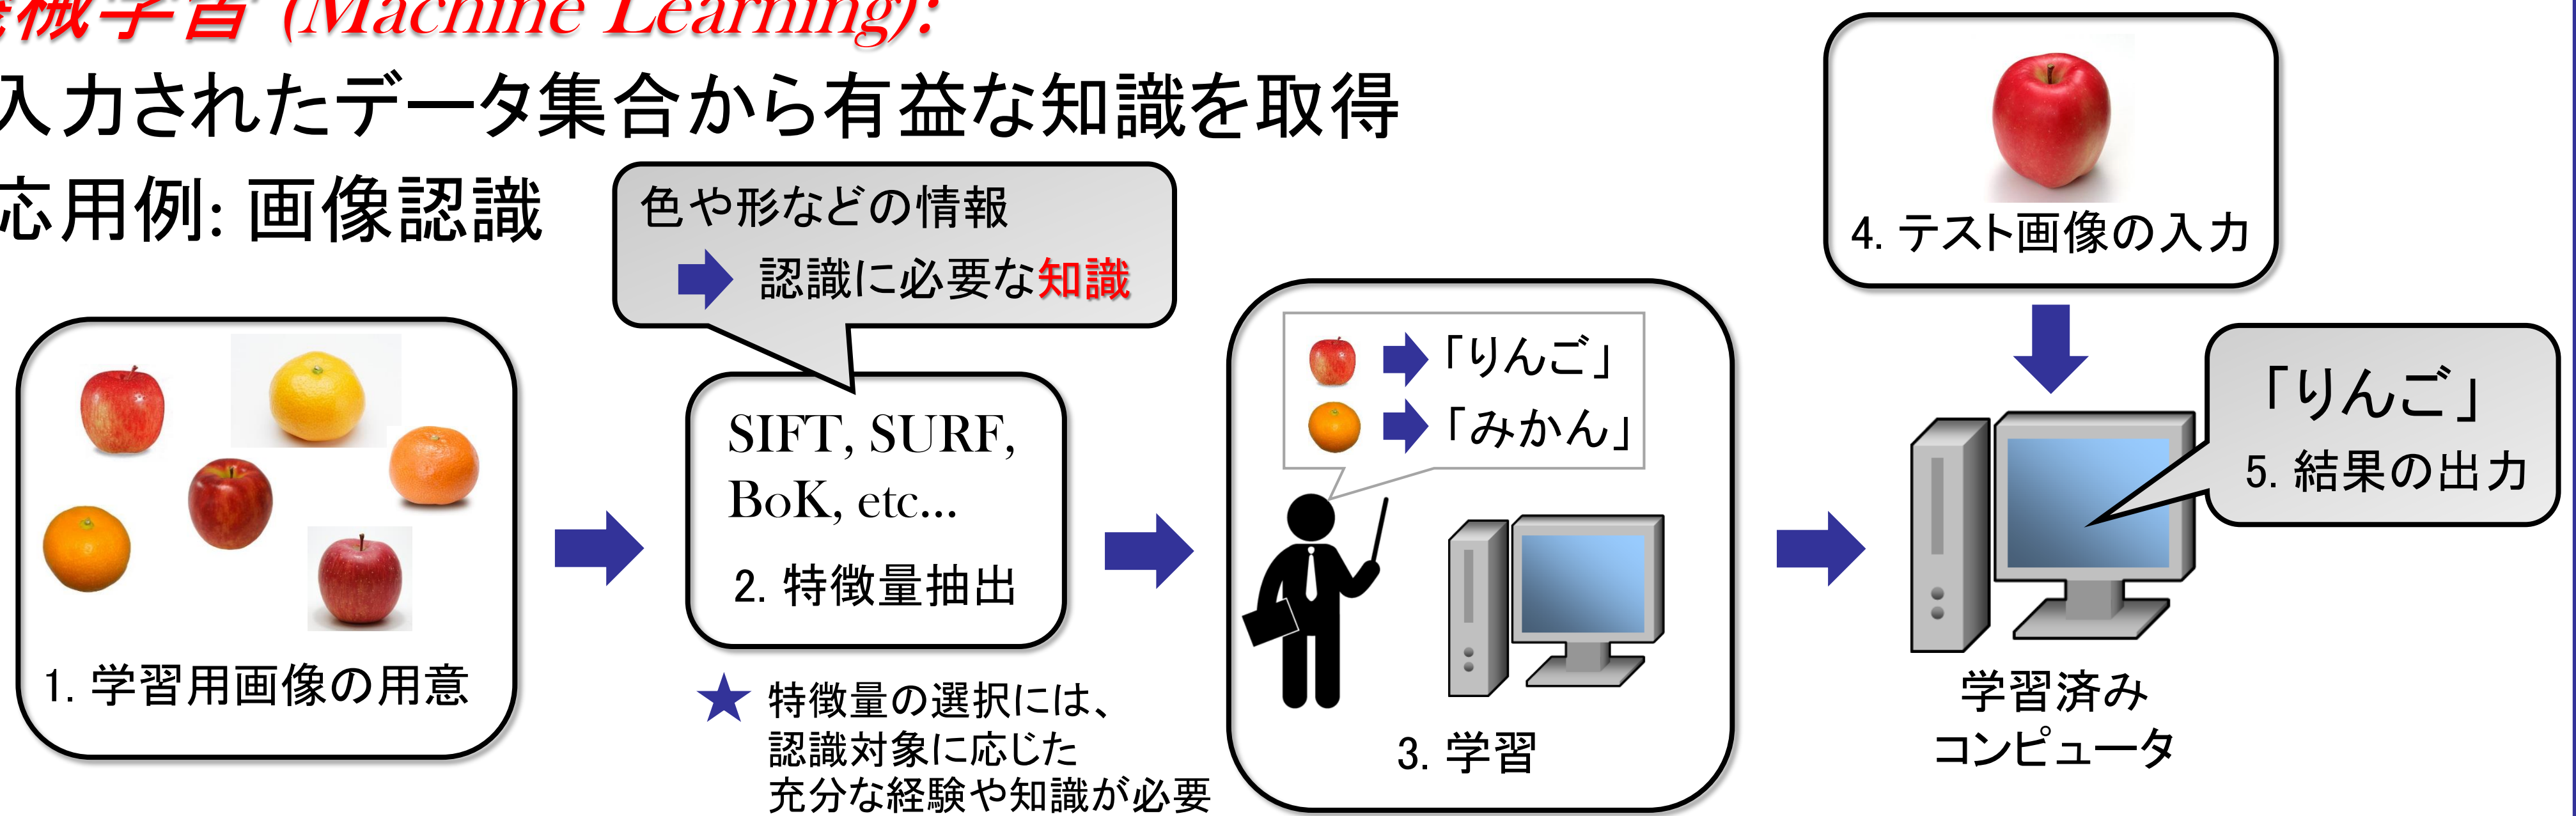 械学習 (Machine Learning):
入力されたデータ集合から有益な知識を取得
応用例: 画像認識
色や形などの情報
認識に必要な知識
1. 学習用画像の用意
SIFT, SURF,
BoK, etc...
2. 特徴量抽出
★ 特徴量の選択には、
認識対象に応じた
充分な経験や知識が必要
「りんご」
「みかん」
3. 学習
4. テスト画像の入力
「りんご」
5. 結果の出力
学習済み
コンピュータ